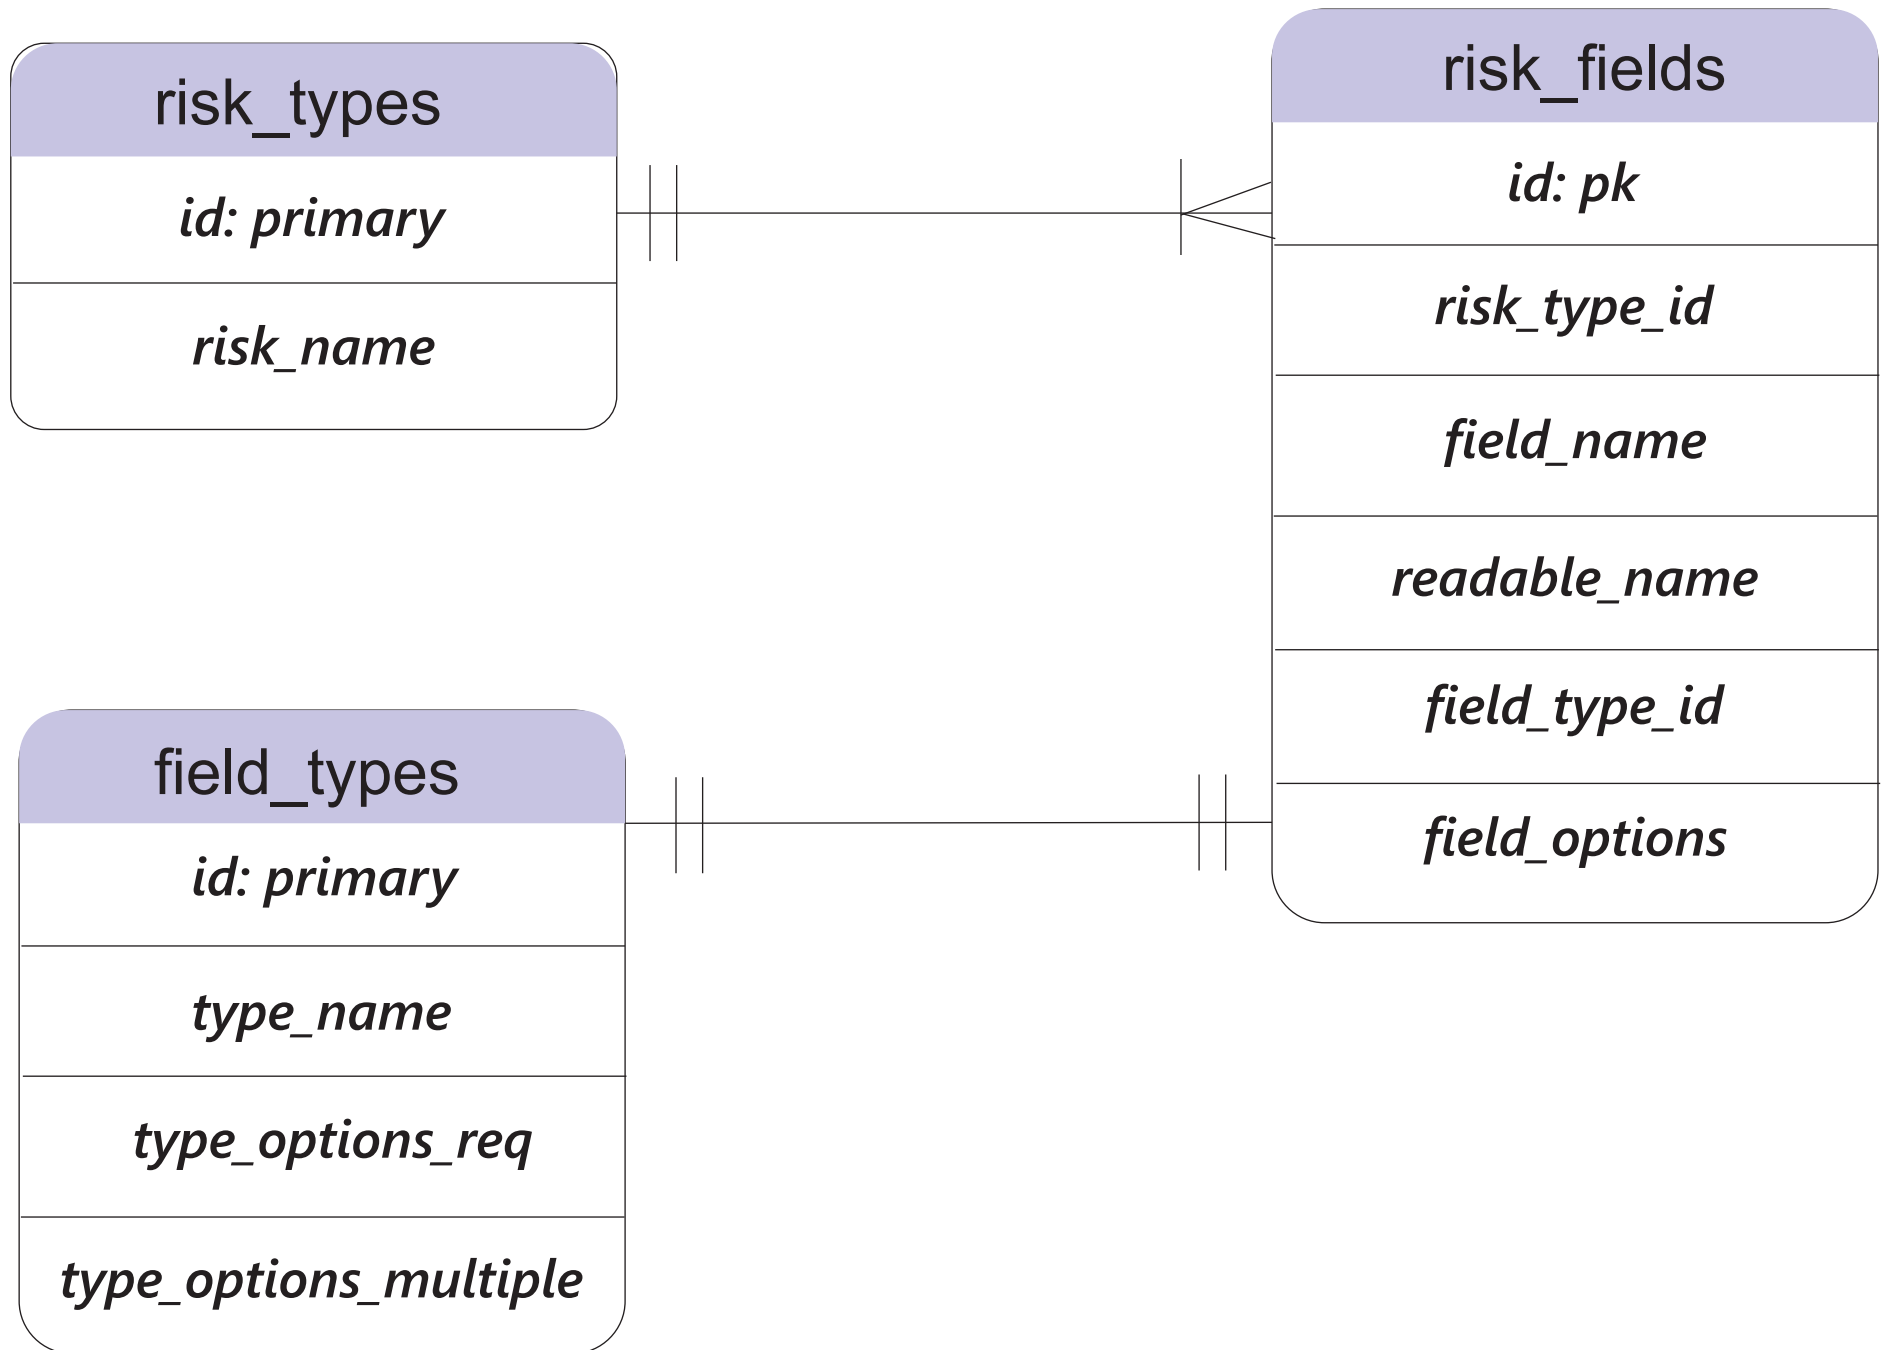 risk_types
id: primary
risk_name
risk_fields
id: pk
risk_type_id
field_name
readable_name
field_type_id
field_options
field_types
id: primary
type_name
type_options_req
type_options_multiple